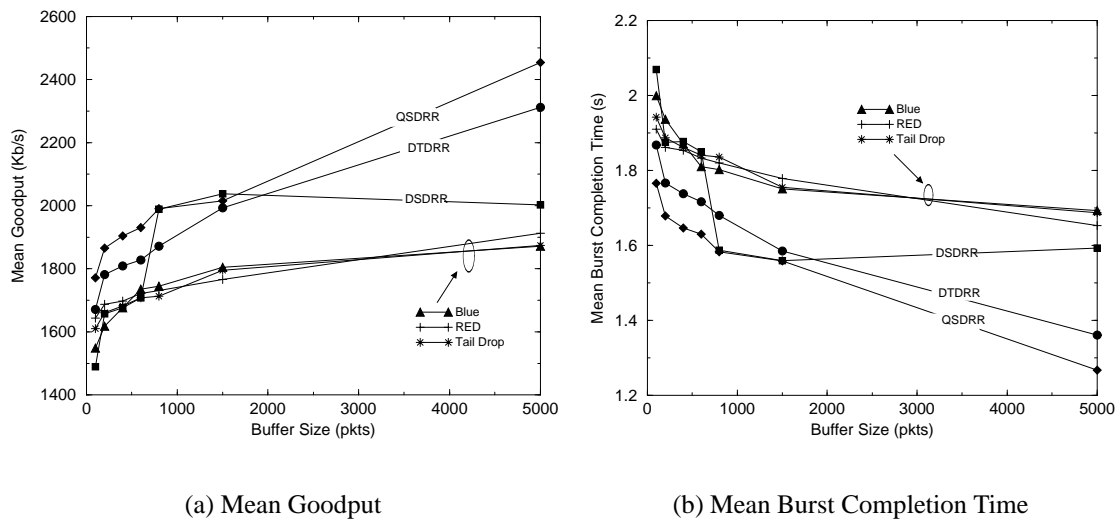 2600
2400
2200
2000
1800
1600
1400
Mean Goodput (Kb/s)
QSDRR
DTDRR
DSDRR
Blue
RED
Tail Drop
0 1000 2000 3000 4000 5000
Buffer Size (pkts)
(a) Mean Goodput
2.2
2
1.8
1.6
1.4
1.2
Mean Burst Completion Time (s)
Blue
RED
Tail Drop
DSDRR
DTDRR
QSDRR
0 1000 2000 3000 4000 5000
Buffer Size (pkts)
(b) Mean Burst Completion Time